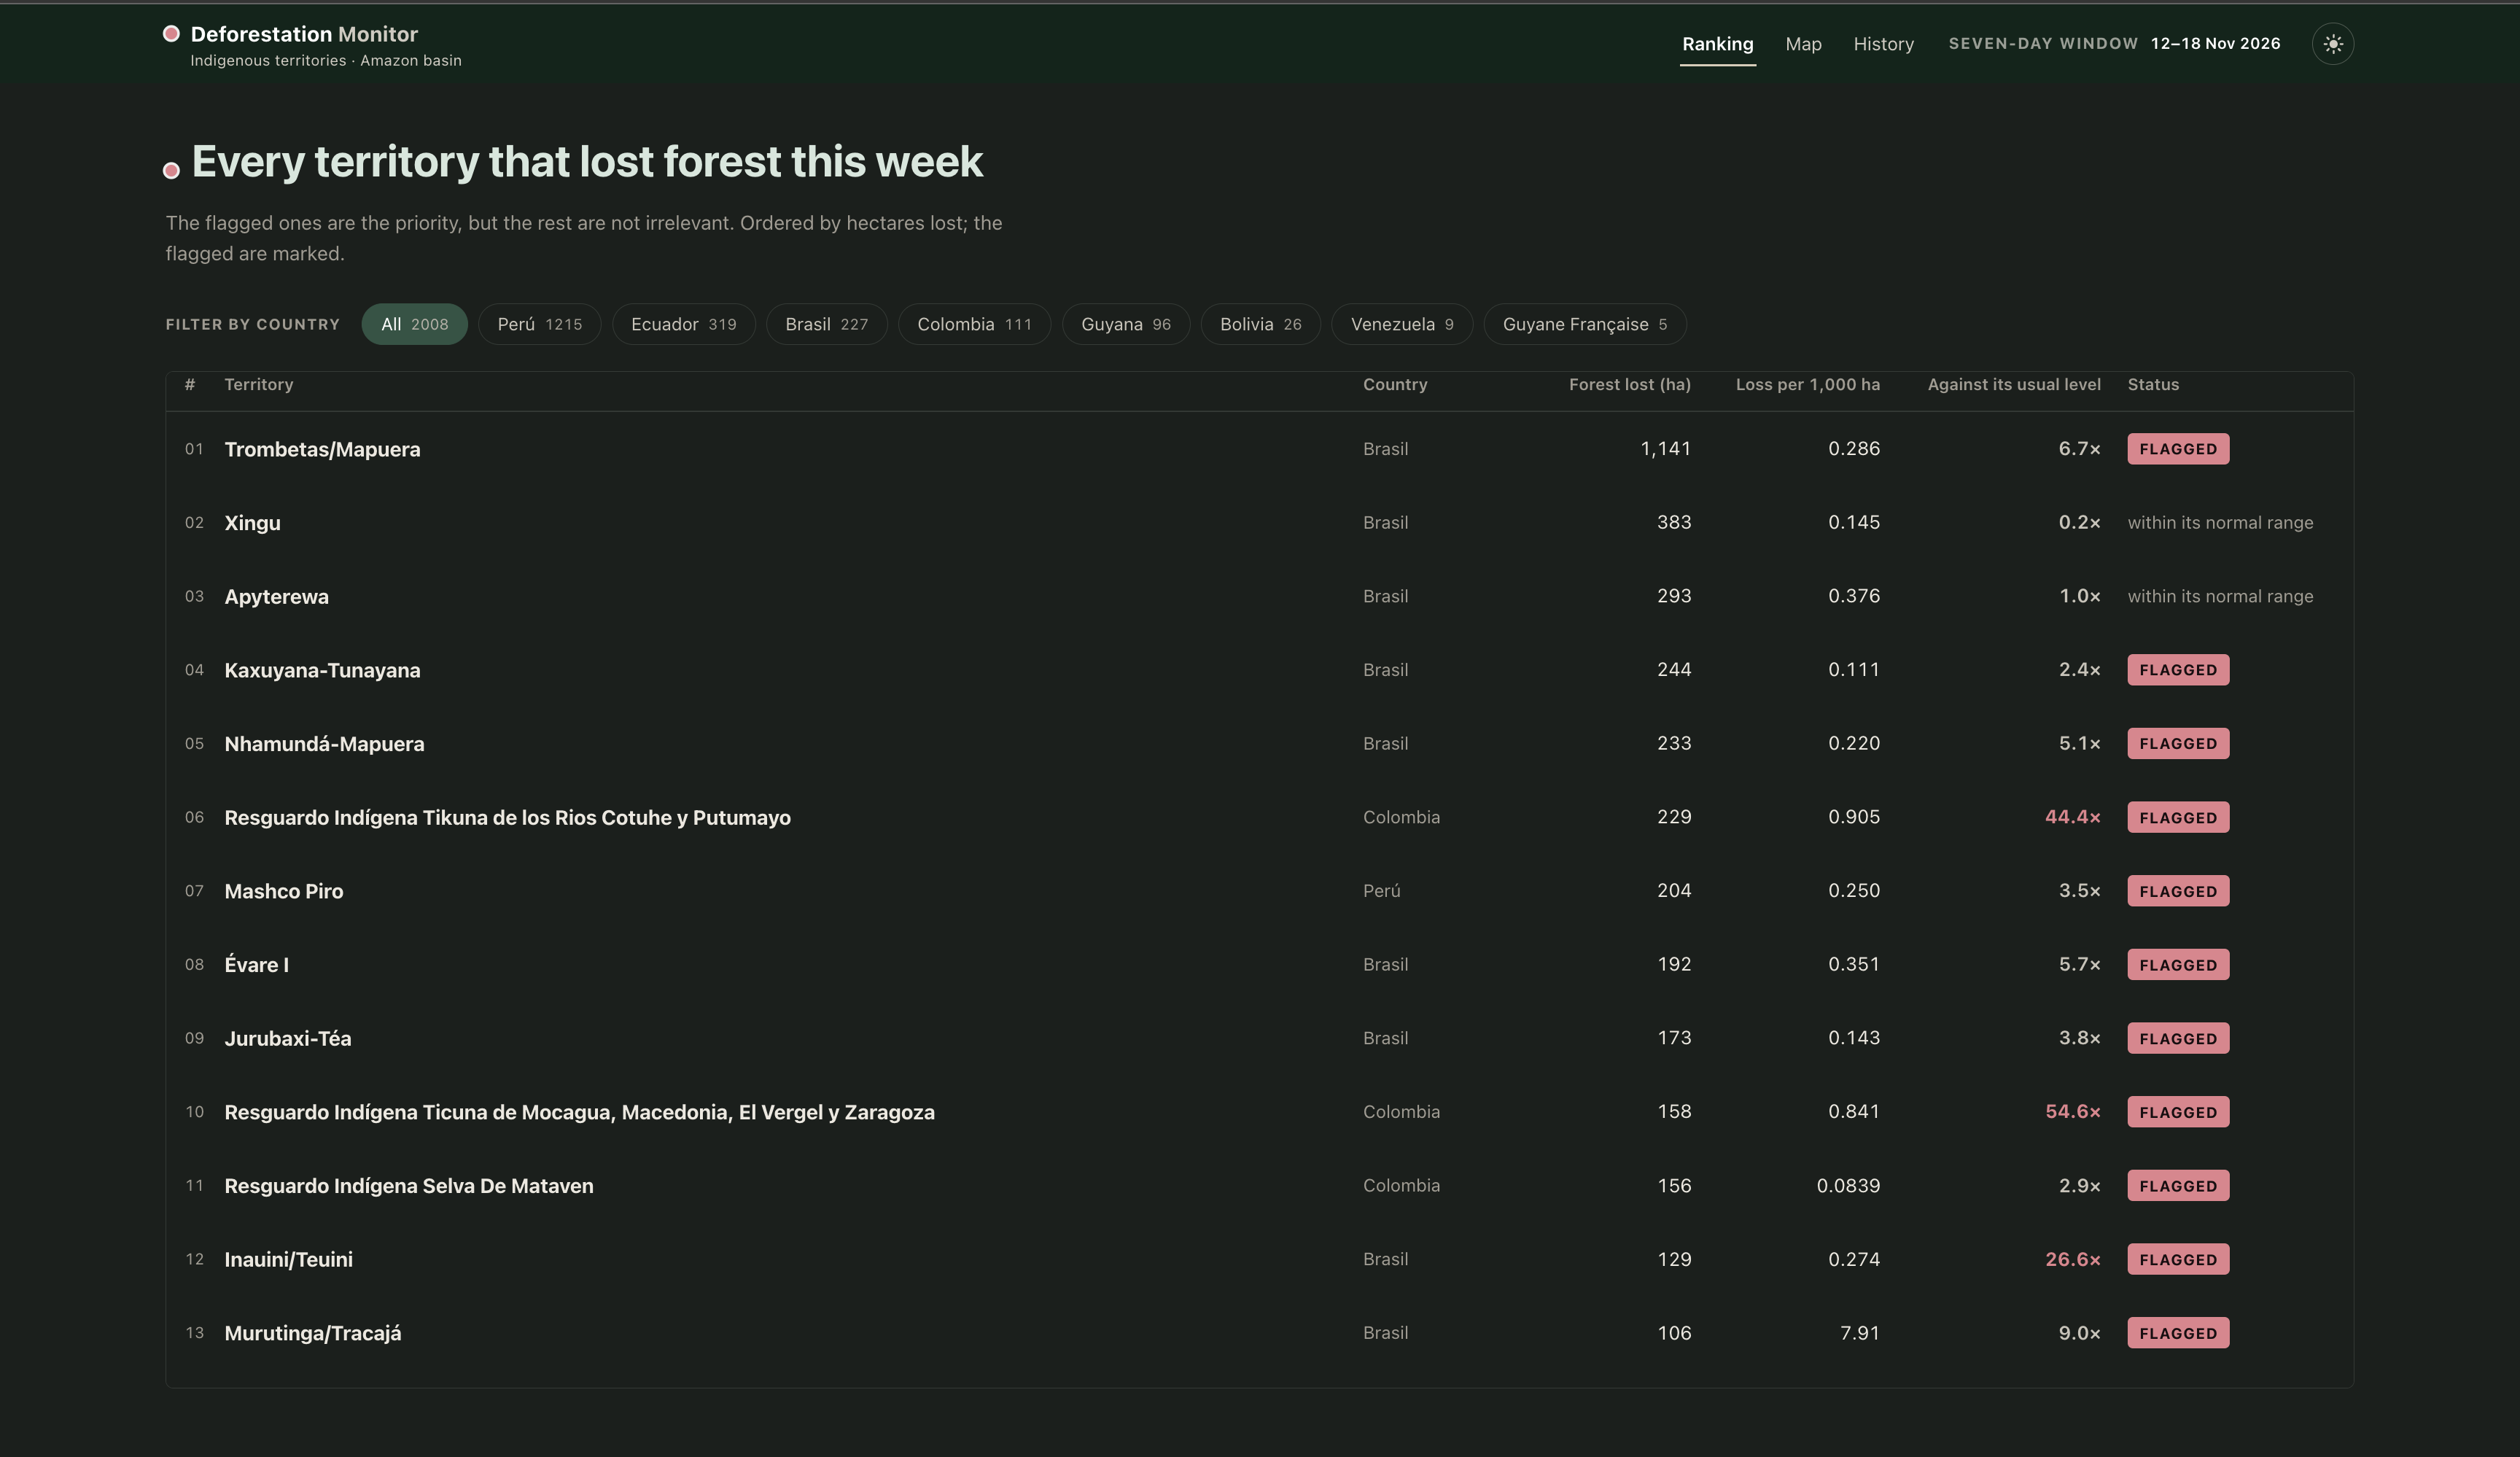 Deforestation Monitor
Indigenous territories · Amazon basin
Ranking Map History SEVEN-DAY WINDOW 12–18 Nov 2026
Every territory that lost forest this week
The flagged ones are the priority, but the rest are not irrelevant. Ordered by hectares lost; the
flagged are marked.
FILTER BY COUNTRY All 2008 Perú 1215 Ecuador 319 Brasil 227 Colombia 111 Guyana 96 Bolivia 26 Venezuela 9 Guyane Française 5
# Territory Country Forest lost (ha) Loss per 1,000 ha Against its usual level Status
01 Trombetas/Mapuera Brasil 1,141 0.286 6.7× FLAGGED
02 Xingu Brasil 383 0.145 0.2× within its normal range
03 Apyterewa Brasil 293 0.376 1.0× within its normal range
04 Kaxuyana-Tunayana Brasil 244 0.111 2.4× FLAGGED
05 Nhamundá-Mapuera Brasil 233 0.220 5.1× FLAGGED
06 Resguardo Indígena Tikuna de los Rios Cotuhe y Putumayo Colombia 229 0.905 44.4× FLAGGED
07 Mashco Piro Perú 204 0.250 3.5× FLAGGED
08 Évare I Brasil 192 0.351 5.7× FLAGGED
09 Jurubaxi-Téa Brasil 173 0.143 3.8× FLAGGED
10 Resguardo Indígena Ticuna de Mocagua, Macedonia, El Vergel y Zaragoza Colombia 158 0.841 54.6× FLAGGED
11 Resguardo Indígena Selva De Mataven Colombia 156 0.0839 2.9× FLAGGED
12 Inauini/Teuini Brasil 129 0.274 26.6× FLAGGED
13 Murutinga/Tracajá Brasil 106 7.91 9.0× FLAGGED